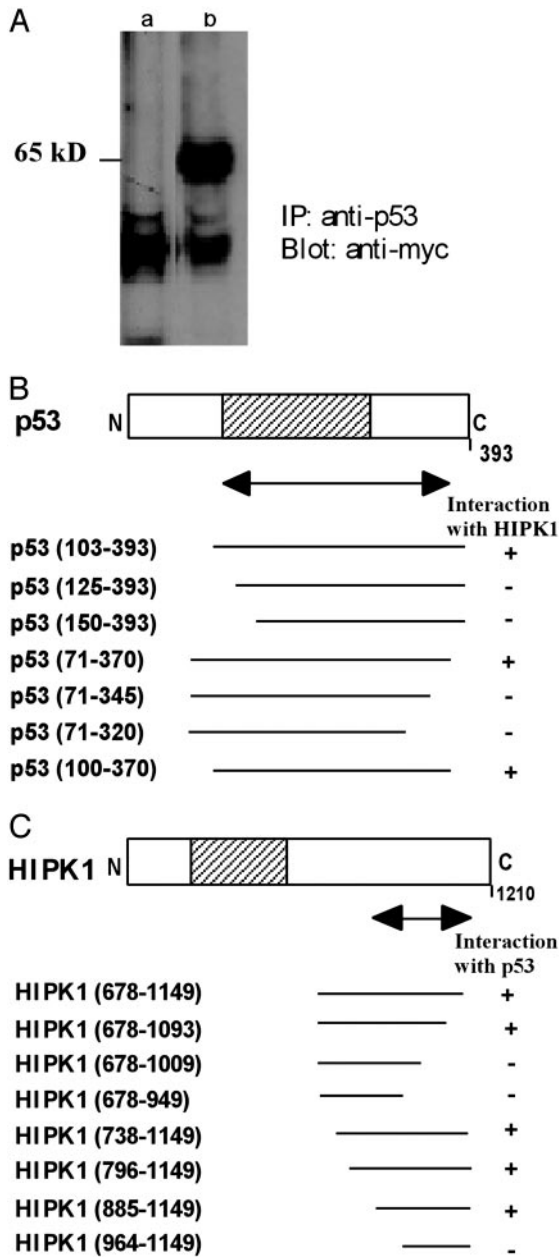 A
a b
65 kD
IP: anti-p53
Blot: anti-myc
B
p53 N C
393
Interaction
with HIPK1
p53 (103-393) +
p53 (125-393) -
p53 (150-393) -
p53 (71-370) +
p53 (71-345) -
p53 (71-320) -
p53 (100-370) +
C
HIPK1 N C
1210
Interaction
with p53
HIPK1 (678-1149) +
HIPK1 (678-1093) +
HIPK1 (678-1009) -
HIPK1 (678-949) -
HIPK1 (738-1149) +
HIPK1 (796-1149) +
HIPK1 (885-1149) +
HIPK1 (964-1149) -